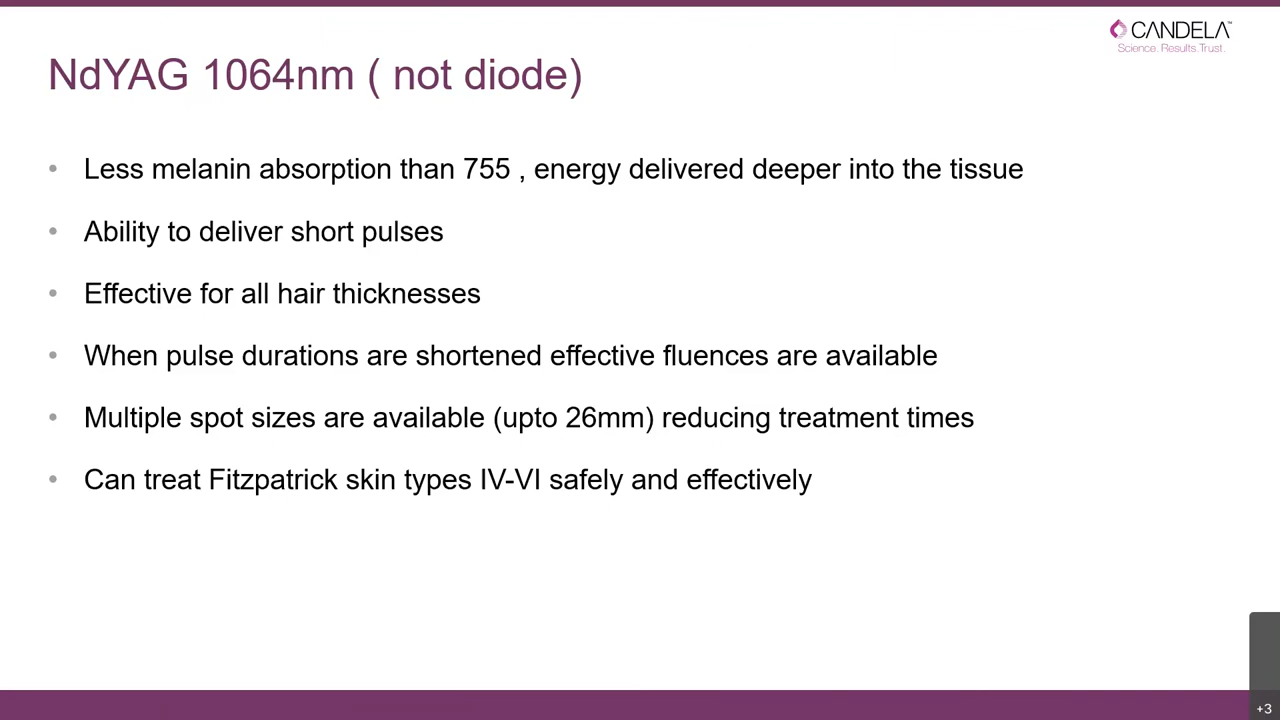 CANDELA™
Science. Results. Trust.
NdYAG 1064nm ( not diode)
• Less melanin absorption than 755 , energy delivered deeper into the tissue
• Ability to deliver short pulses
• Effective for all hair thicknesses
• When pulse durations are shortened effective fluences are available
• Multiple spot sizes are available (upto 26mm) reducing treatment times
• Can treat Fitzpatrick skin types IV-VI safely and effectively
+3